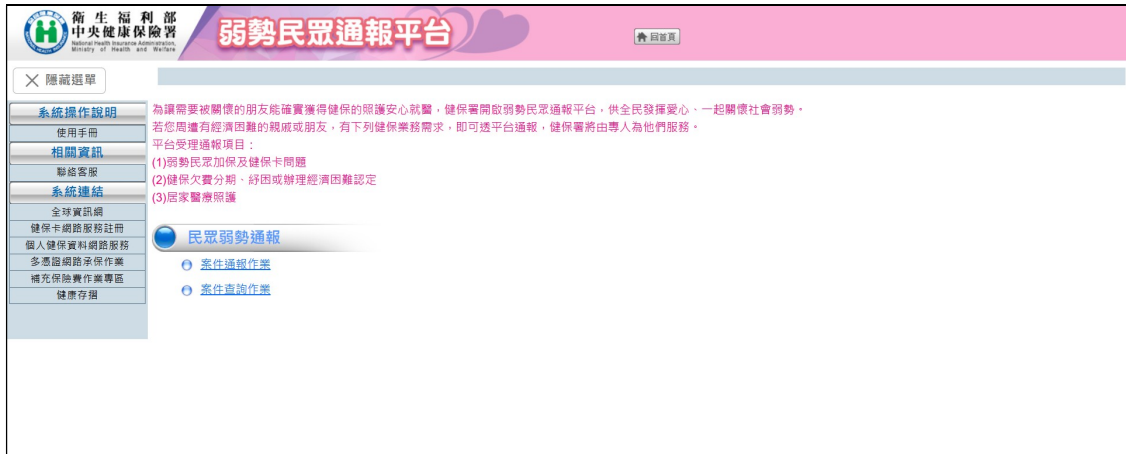 衛生福利部
中央健康保險署
National Health Insurance Administration,
Ministry of Health and Welfare
弱勢民眾通報平台
回首頁
隱藏選單
系統操作說明
使用手冊
相關資訊
聯絡客服
系統連結
全球資訊網
健保卡網路服務註冊
個人健保資料網路服務
多憑證網路承保作業
補充保險費作業專區
健康存摺
為讓需要被關懷的朋友能確實獲得健保的照護安心就醫，健保署開啟弱勢民眾通報平台，供全民發揮愛心、一起關懷社會弱勢。
若您周遭有經濟困難的親戚或朋友，有下列健保業務需求，即可透平台通報，健保署將由專人為他們服務。
平台受理通報項目：
(1)弱勢民眾加保及健保卡問題
(2)健保欠費分期、紓困或辦理經濟困難認定
(3)居家醫療照護
民眾弱勢通報
案件通報作業
案件查詢作業